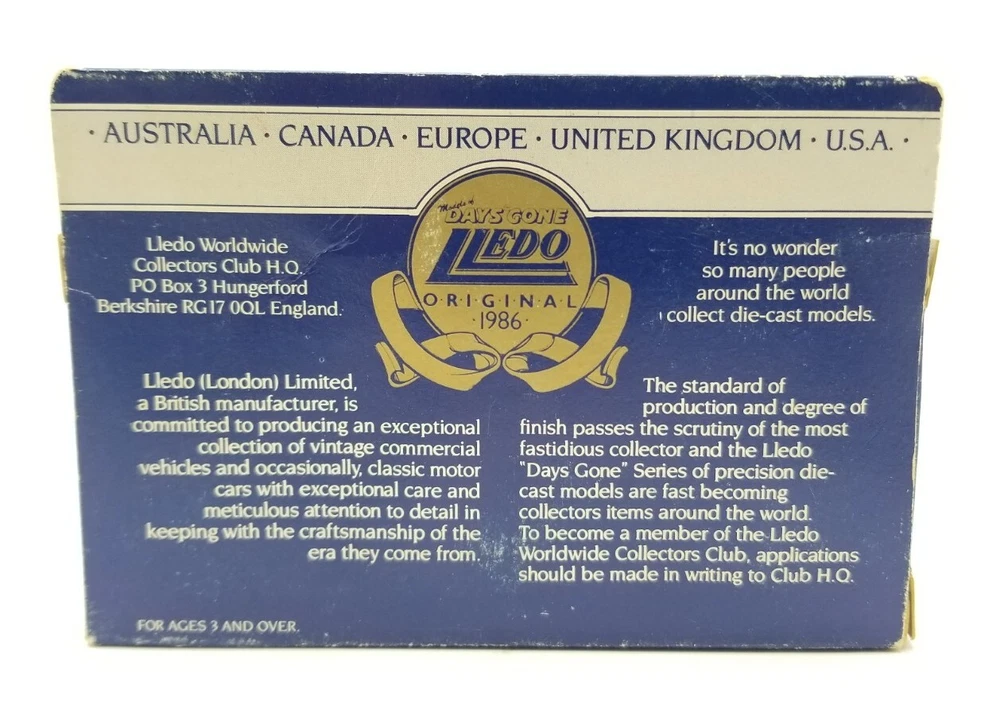 · AUSTRALIA · CANADA · EUROPE · UNITED KINGDOM · U.S.A. ·
Models of
DAYS GONE
LLEDO
O·R·I·G·I·N·A·L
·1986·
Lledo Worldwide
Collectors Club H.Q.
PO Box 3 Hungerford
Berkshire RG17 0QL England.
It's no wonder
so many people
around the world
collect die-cast models.
Lledo (London) Limited,
a British manufacturer, is
committed to producing an exceptional
collection of vintage commercial
vehicles and occasionally, classic motor
cars with exceptional care and
meticulous attention to detail in
keeping with the craftsmanship of the
era they come from.
The standard of
production and degree of
finish passes the scrutiny of the most
fastidious collector and the Lledo
"Days Gone" Series of precision die-
cast models are fast becoming
collectors items around the world.
To become a member of the Lledo
Worldwide Collectors Club, applications
should be made in writing to Club H.Q.
FOR AGES 3 AND OVER.